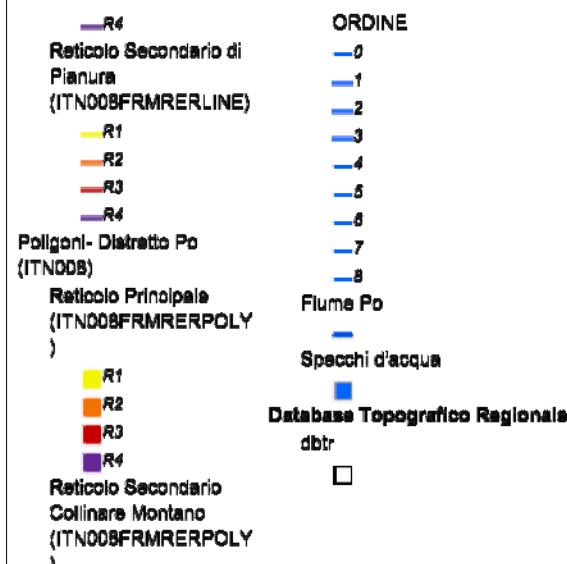 R4
Reticolo Secondario di
Pianura
(ITN008FRMRERLINE)
R1
R2
R3
R4
Poligoni- Distretto Po
(ITN008)
Reticolo Principale
(ITN008FRMRERPOLY
)
R1
R2
R3
R4
Reticolo Secondario
Collinare Montano
(ITN008FRMRERPOLY
)
ORDINE
0
1
2
3
4
5
6
7
8
Fiume Po
Specchi d'acqua
Database Topografico Regionale
dbtr